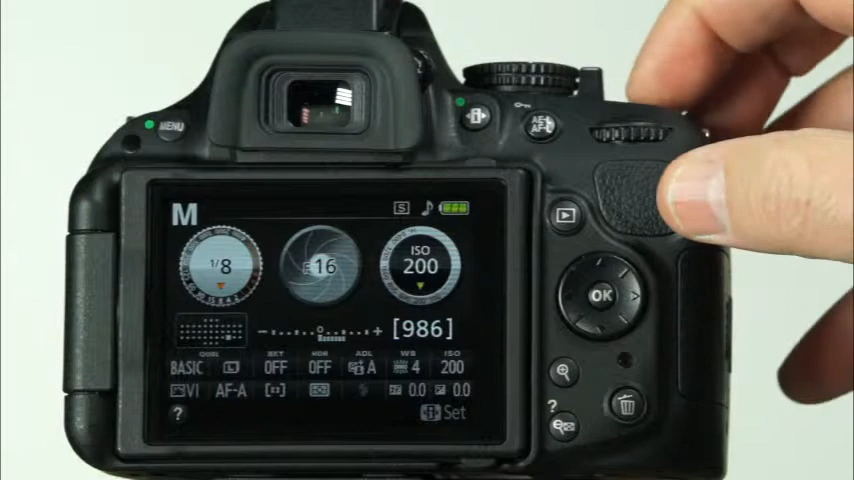 MENU
AE-L
AF-L
M
S
1/8
F16
ISO
200
− +
[986]
QUAL BKT HDR ADL WB ISO
BASIC L OFF OFF A 4 200
VI AF-A 0.0 0.0
? Set
OK
?